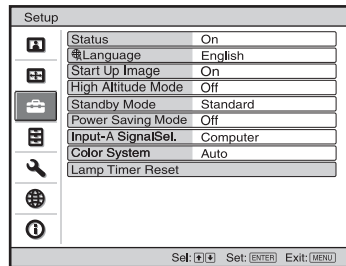 Setup
Status On
Language English
Start Up Image On
High Altitude Mode Off
Standby Mode Standard
Power Saving Mode Off
Input-A SignalSel. Computer
Color System Auto
Lamp Timer Reset
Sel: Set: ENTER Exit: MENU